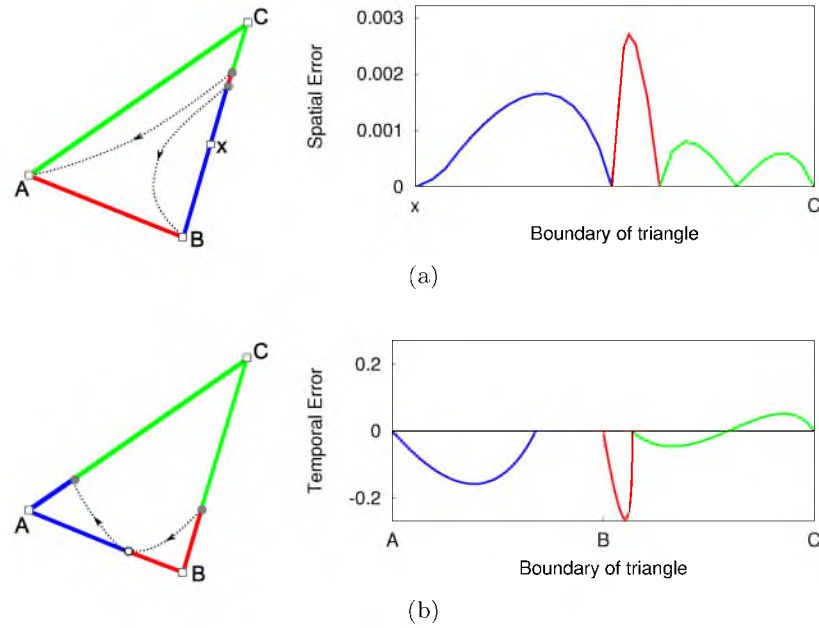 C
A
B
x
Spatial Error
0.003
0.002
0.001
0
x
C
Boundary of triangle
(a)
C
A
B
Temporal Error
0.2
0
-0.2
A
B
C
Boundary of triangle
(b)